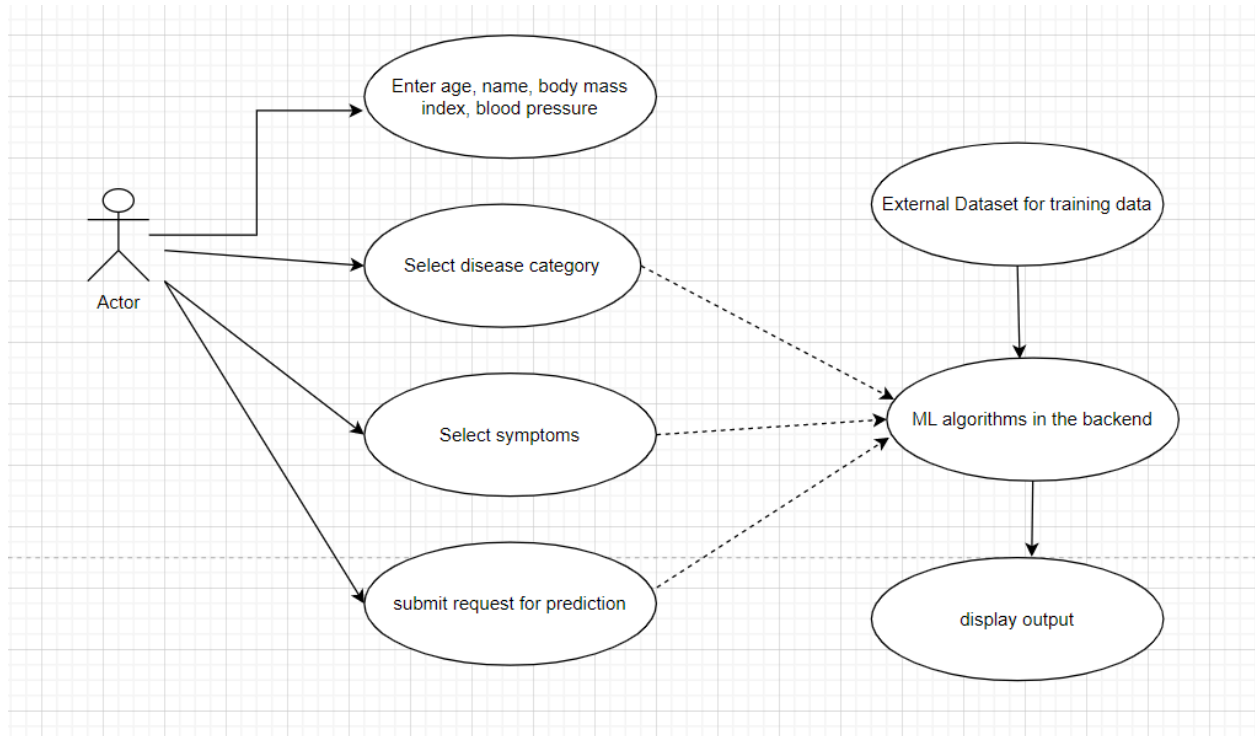 Enter age, name, body mass
index, blood pressure
External Dataset for training data
Select disease category
Actor
ML algorithms in the backend
Select symptoms
submit request for prediction
display output